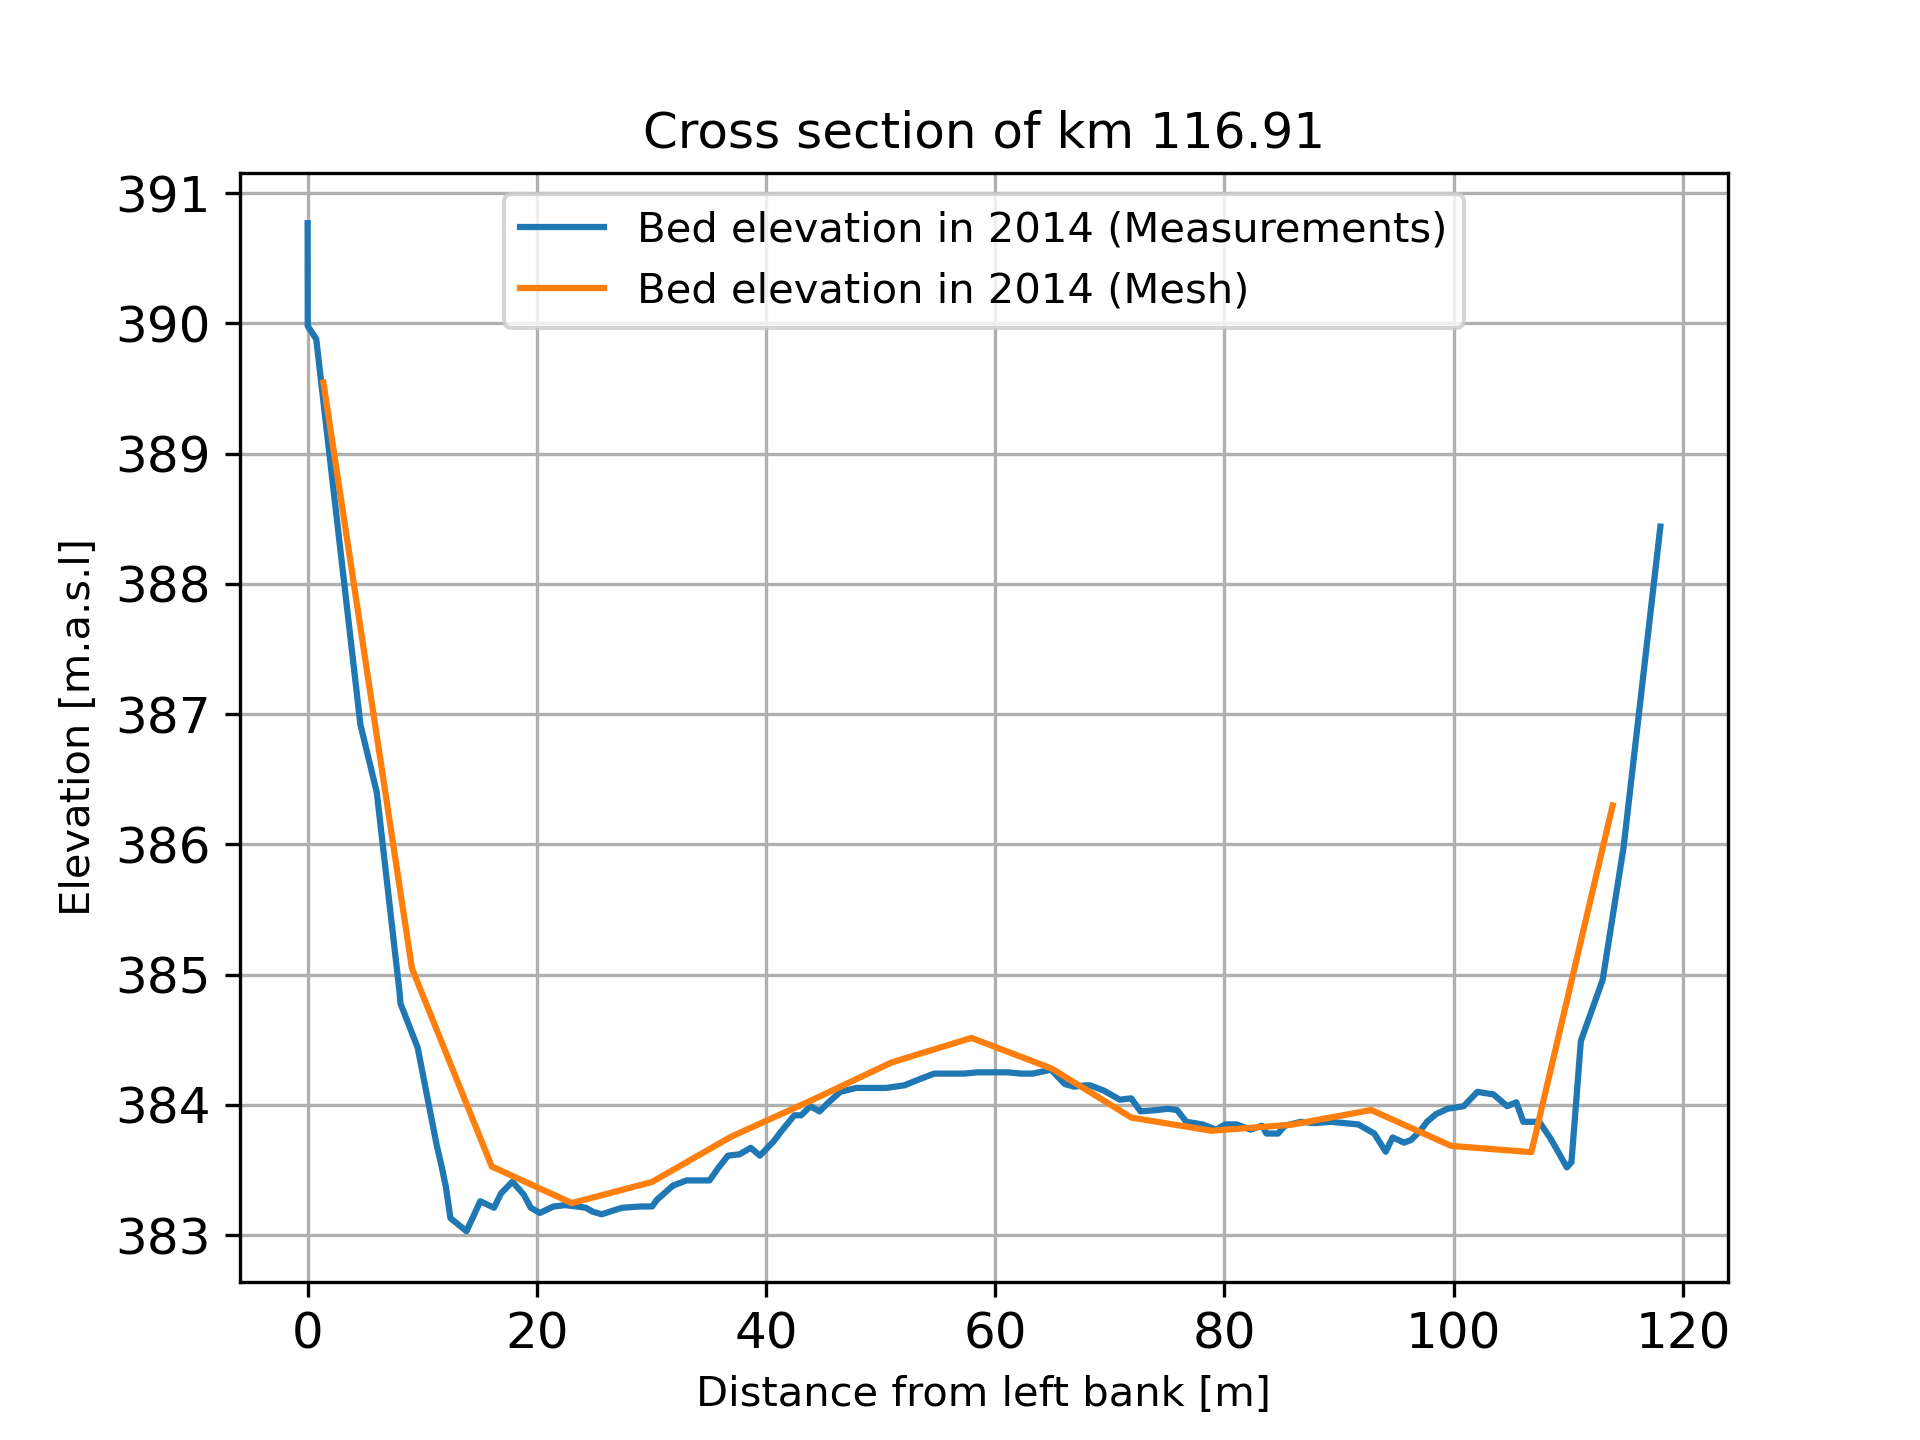 Cross section of km 116.91
Bed elevation in 2014 (Measurements)
Bed elevation in 2014 (Mesh)
Elevation [m.a.s.l]
391
390
389
388
387
386
385
384
383
0 20 40 60 80 100 120
Distance from left bank [m]